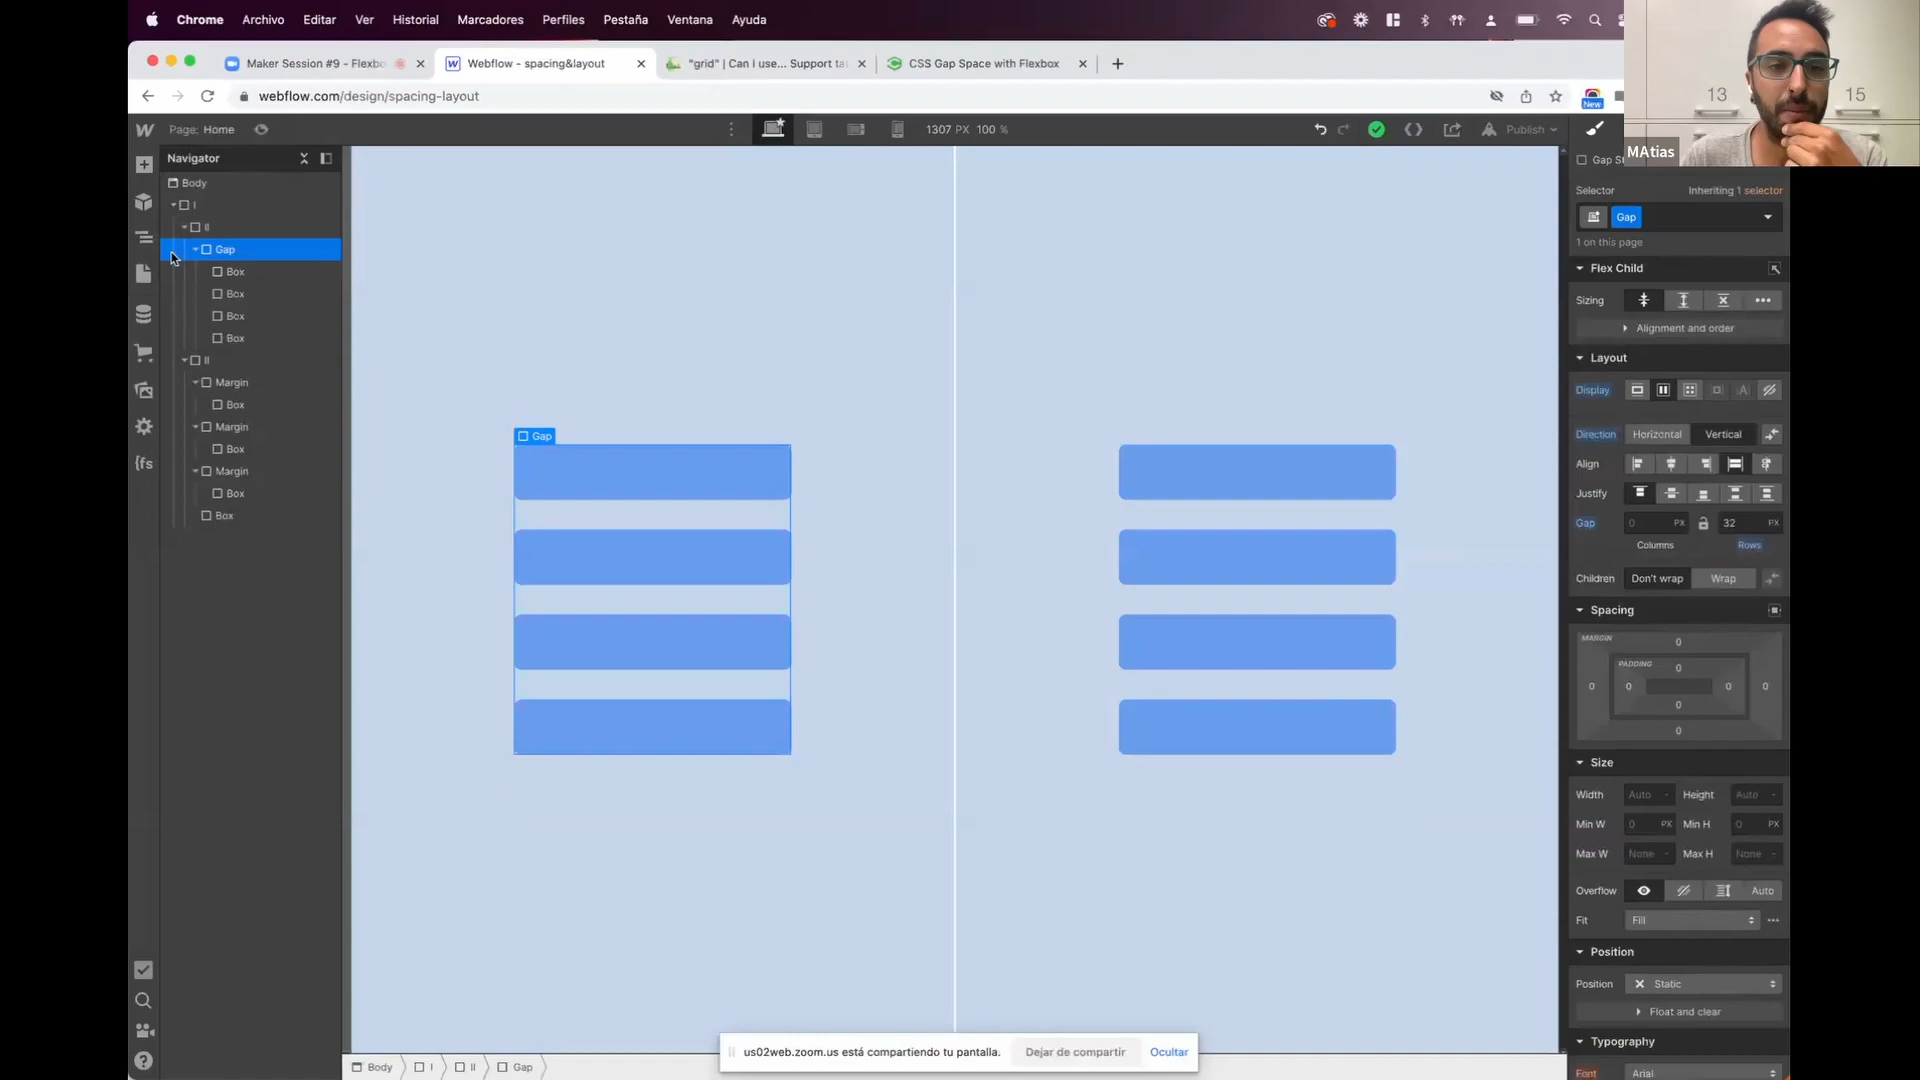 Chrome Archivo Editar Ver Historial Marcadores Perfiles Pestaña Ventana Ayuda
Maker Session #9 - Flexbo
Webflow - spacing&layout
"grid" | Can I use... Support ta
CSS Gap Space with Flexbox
webflow.com/design/spacing-layout
New
13 15
MAtias
Page: Home
1307 PX 100 %
Publish
Navigator
Body
I
II
Gap
Box
Box
Box
Box
II
Margin
Box
Margin
Box
Margin
Box
Box
Gap
Gap S
Selector Inheriting 1 selector
Gap
1 on this page
Flex Child
Sizing
Alignment and order
Layout
Display
Direction Horizontal Vertical
Align
Justify
Gap 0 PX 32 PX
Columns Rows
Children Don't wrap Wrap
Spacing
MARGIN 0
PADDING 0
0 0 0 0
0
0
Size
Width Auto - Height Auto -
Min W 0 PX Min H 0 PX
Max W None - Max H None -
Overflow Auto
Fit Fill
Position
Position Static
Float and clear
Typography
Font Arial
us02web.zoom.us está compartiendo tu pantalla. Dejar de compartir Ocultar
Body I II Gap